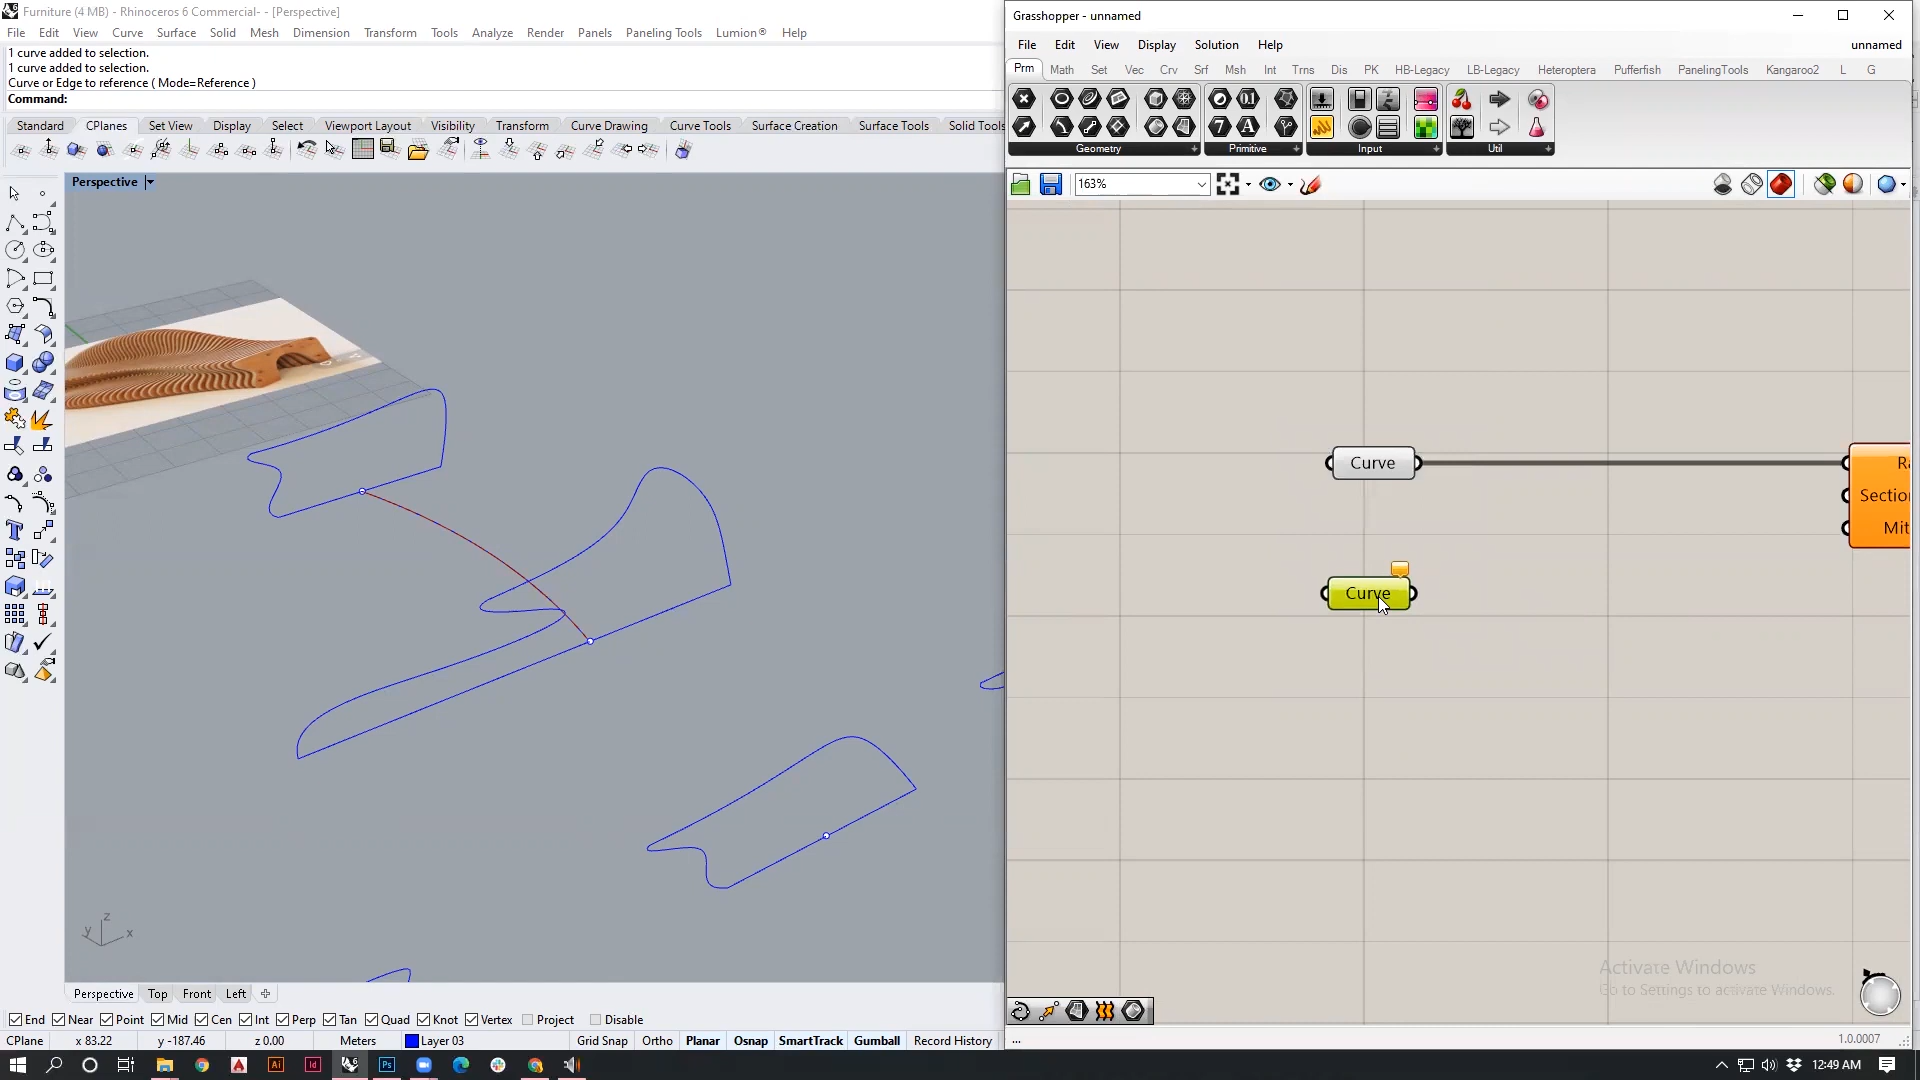 Furniture (4 MB) - Rhinoceros 6 Commercial- - [Perspective]
File Edit View Curve Surface Solid Mesh Dimension Transform Tools Analyze Render Panels Paneling Tools Lumion® Help
1 curve added to selection.
1 curve added to selection.
Curve or Edge to reference ( Mode=Reference )
Command:
Standard CPlanes Set View Display Select Viewport Layout Visibility Transform Curve Drawing Curve Tools Surface Creation Surface Tools Solid Tools
Perspective
Perspective Top Front Left
End Near Point Mid Cen Int Perp Tan Quad Knot Vertex Project Disable
CPlane x 83.22 y -187.46 z 0.00 Meters Layer 03 Grid Snap Ortho Planar Osnap SmartTrack Gumball Record History
Grasshopper - unnamed
File Edit View Display Solution Help unnamed
Prm Math Set Vec Crv Srf Msh Int Trns Dis PK HB-Legacy LB-Legacy Heteroptera Pufferfish PanelingTools Kangaroo2 L G
Geometry Primitive Input Util
163%
Curve
Sectio
Mit
Curve
Activate Windows
Go to Settings to activate Windows.
... 1.0.0007
z
y x
12:49 AM